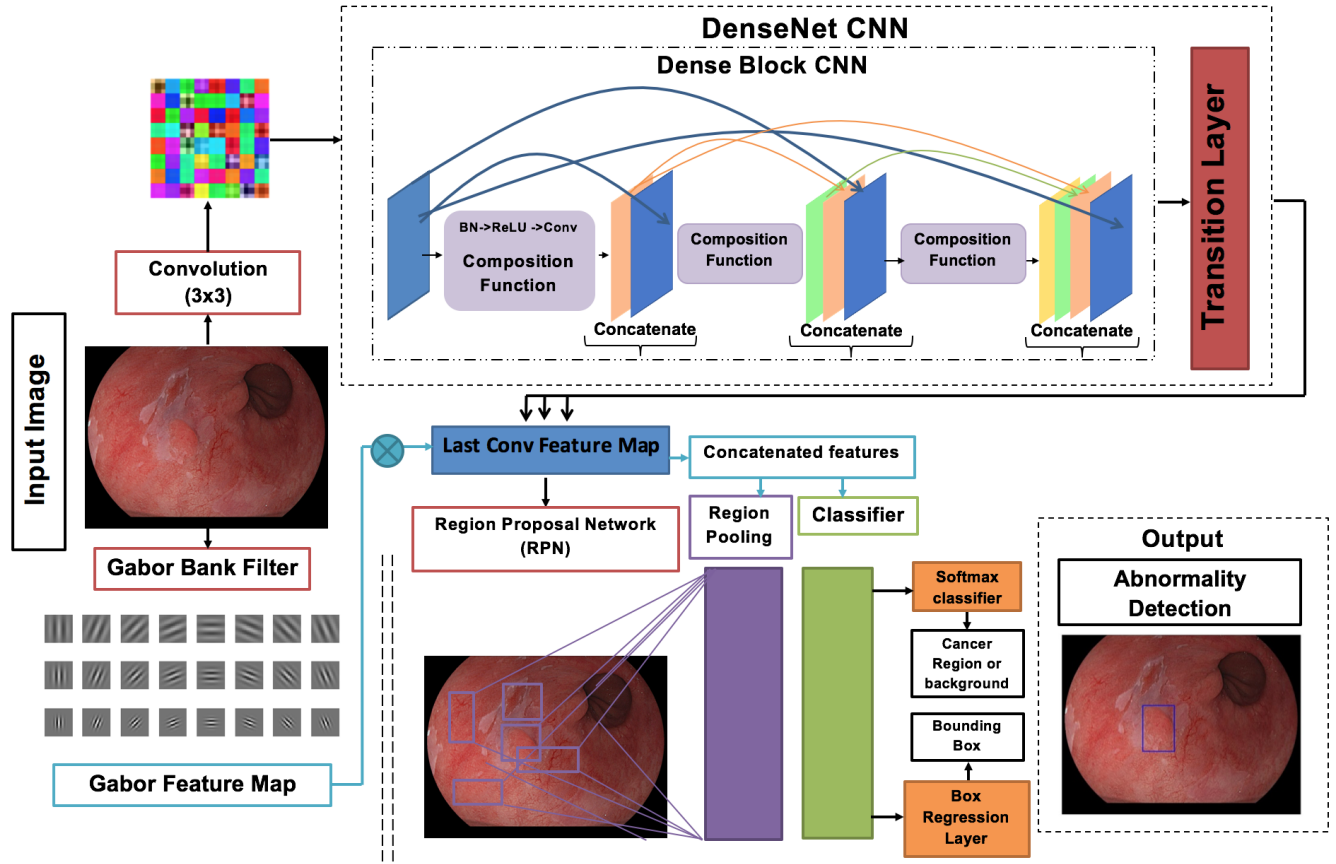 DenseNet CNN
Dense Block CNN
BN->ReLU ->Conv
Composition
Function
Composition
Function
Composition
Function
Concatenate
Concatenate
Concatenate
Transition Layer
Convolution
(3x3)
Input Image
Gabor Bank Filter
Gabor Feature Map
Last Conv Feature Map
Concatenated features
Region Proposal Network
(RPN)
Region
Pooling
Classifier
Softmax
classifier
Cancer
Region or
background
Bounding
Box
Box
Regression
Layer
Output
Abnormality
Detection